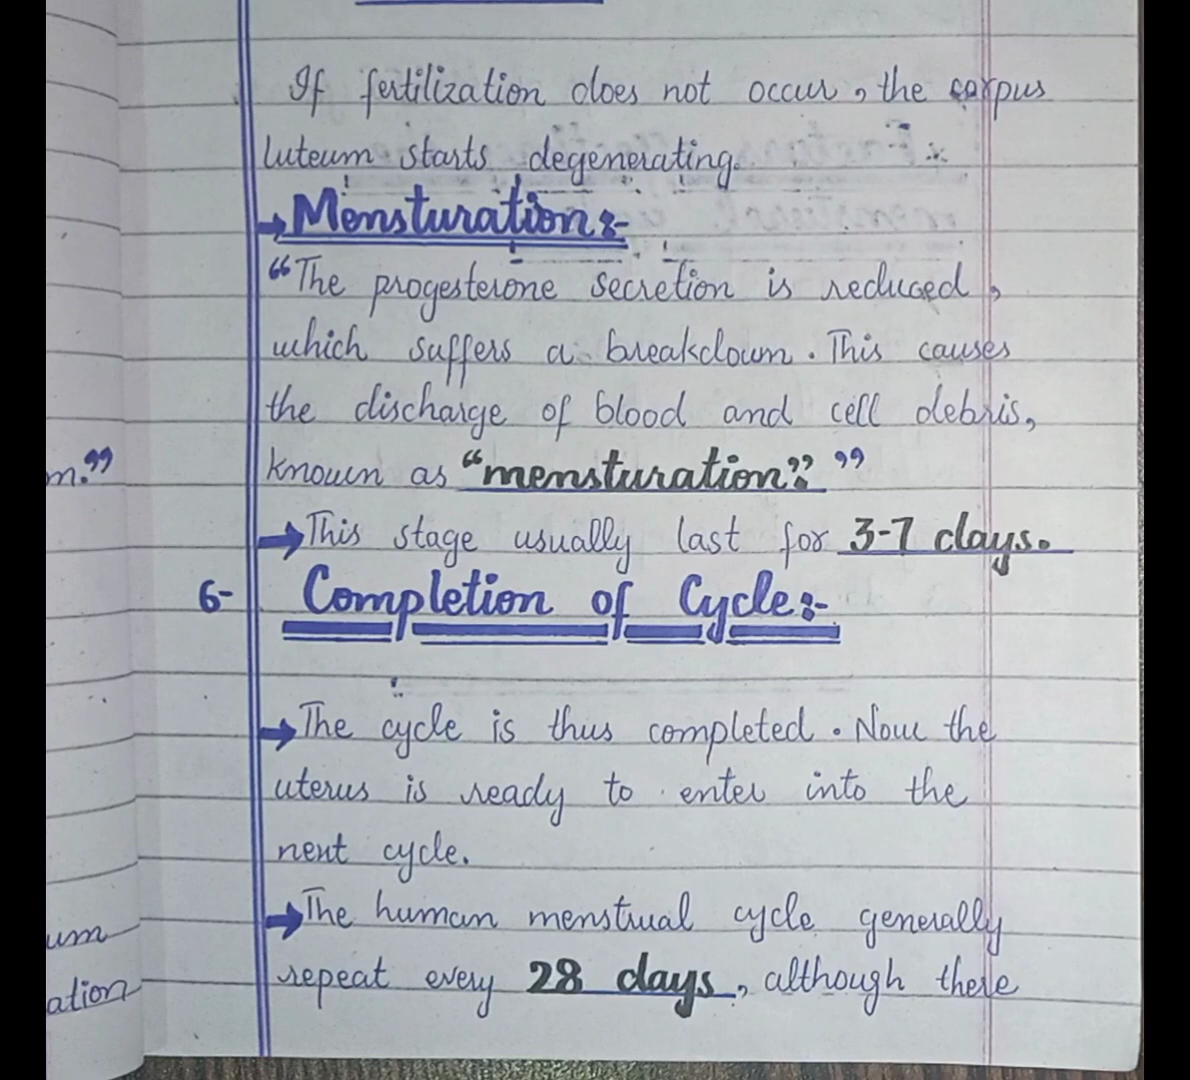 If fertilization does not occur, the corpus
luteum starts degenerating.
→ Mensturation:-
“The progesterone secretion is reduced,
which suffers a breakdown. This causes
the discharge of blood and cell debris,
m.”
known as “mensturation.” ”
→ This stage usually last for 3-7 days.
6- Completion of Cycle:-
→ The cycle is thus completed. Now the
uterus is ready to enter into the
next cycle.
→ The human menstrual cycle generally
um
repeat every 28 days, although there
ation